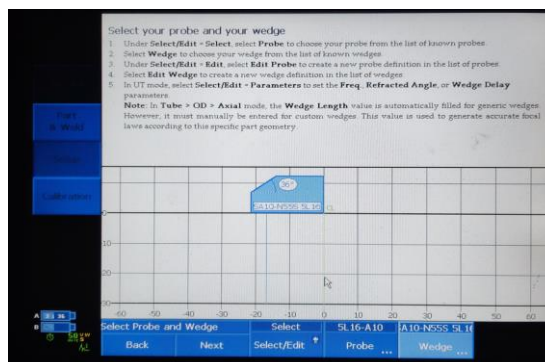 Select your probe and your wedge
1. Under Select/Edit - Select, select Probe to choose your probe from the list of known probes.
2. Select Wedge to choose your wedge from the list of known wedges.
3. Under Select/Edit - Edit, select Edit Probe to create a new probe definition in the list of probes.
4. Select Edit Wedge to create a new wedge definition in the list of wedges.
5. In UT mode, select Select/Edit - Parameters to set the Freq., Refracted Angle, or Wedge Delay
parameters.
Note: In Tube > OD > Axial mode, the Wedge Length value is automatically filled for generic wedges.
However, it must manually be entered for custom wedges. This value is used to generate accurate focal
laws according to this specific part geometry.
Part
& Weld
Calibration
36°
SA10-N55S 5L16
0
10
20
-60 -50 -40 -30 -20 -10 0 10 20 30 40 50 60
A 36
B
Select Probe and Wedge Select 5L16-A10 A10-N55S 5L1
Back Next Select/Edit Probe ... Wedge ...